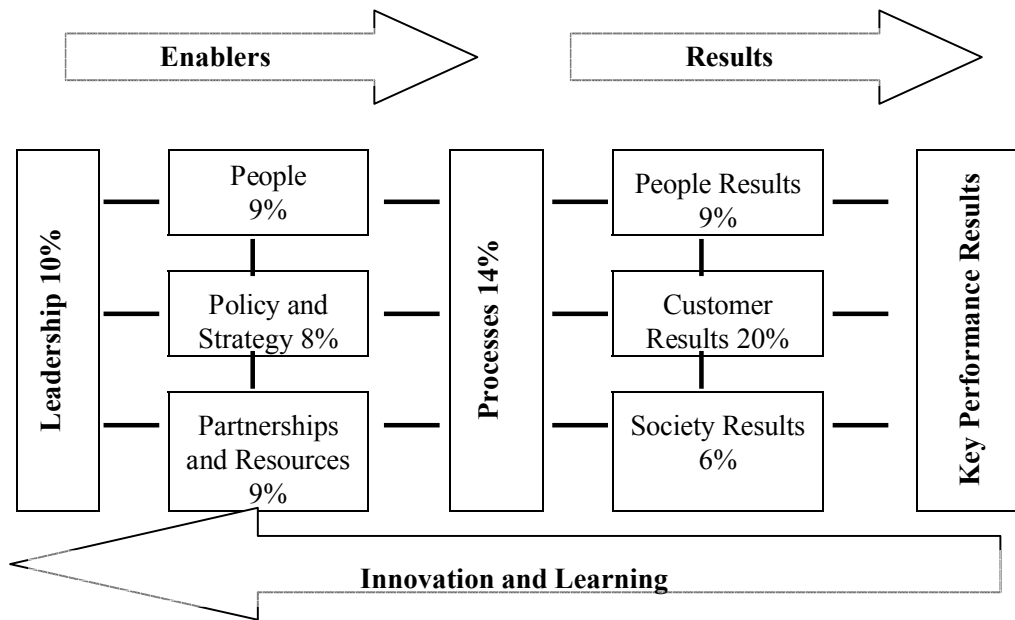 Enablers
Results
Leadership 10%
People
9%
Policy and
Strategy 8%
Partnerships
and Resources
9%
Processes 14%
People Results
9%
Customer
Results 20%
Society Results
6%
Key Performance Results
Innovation and Learning